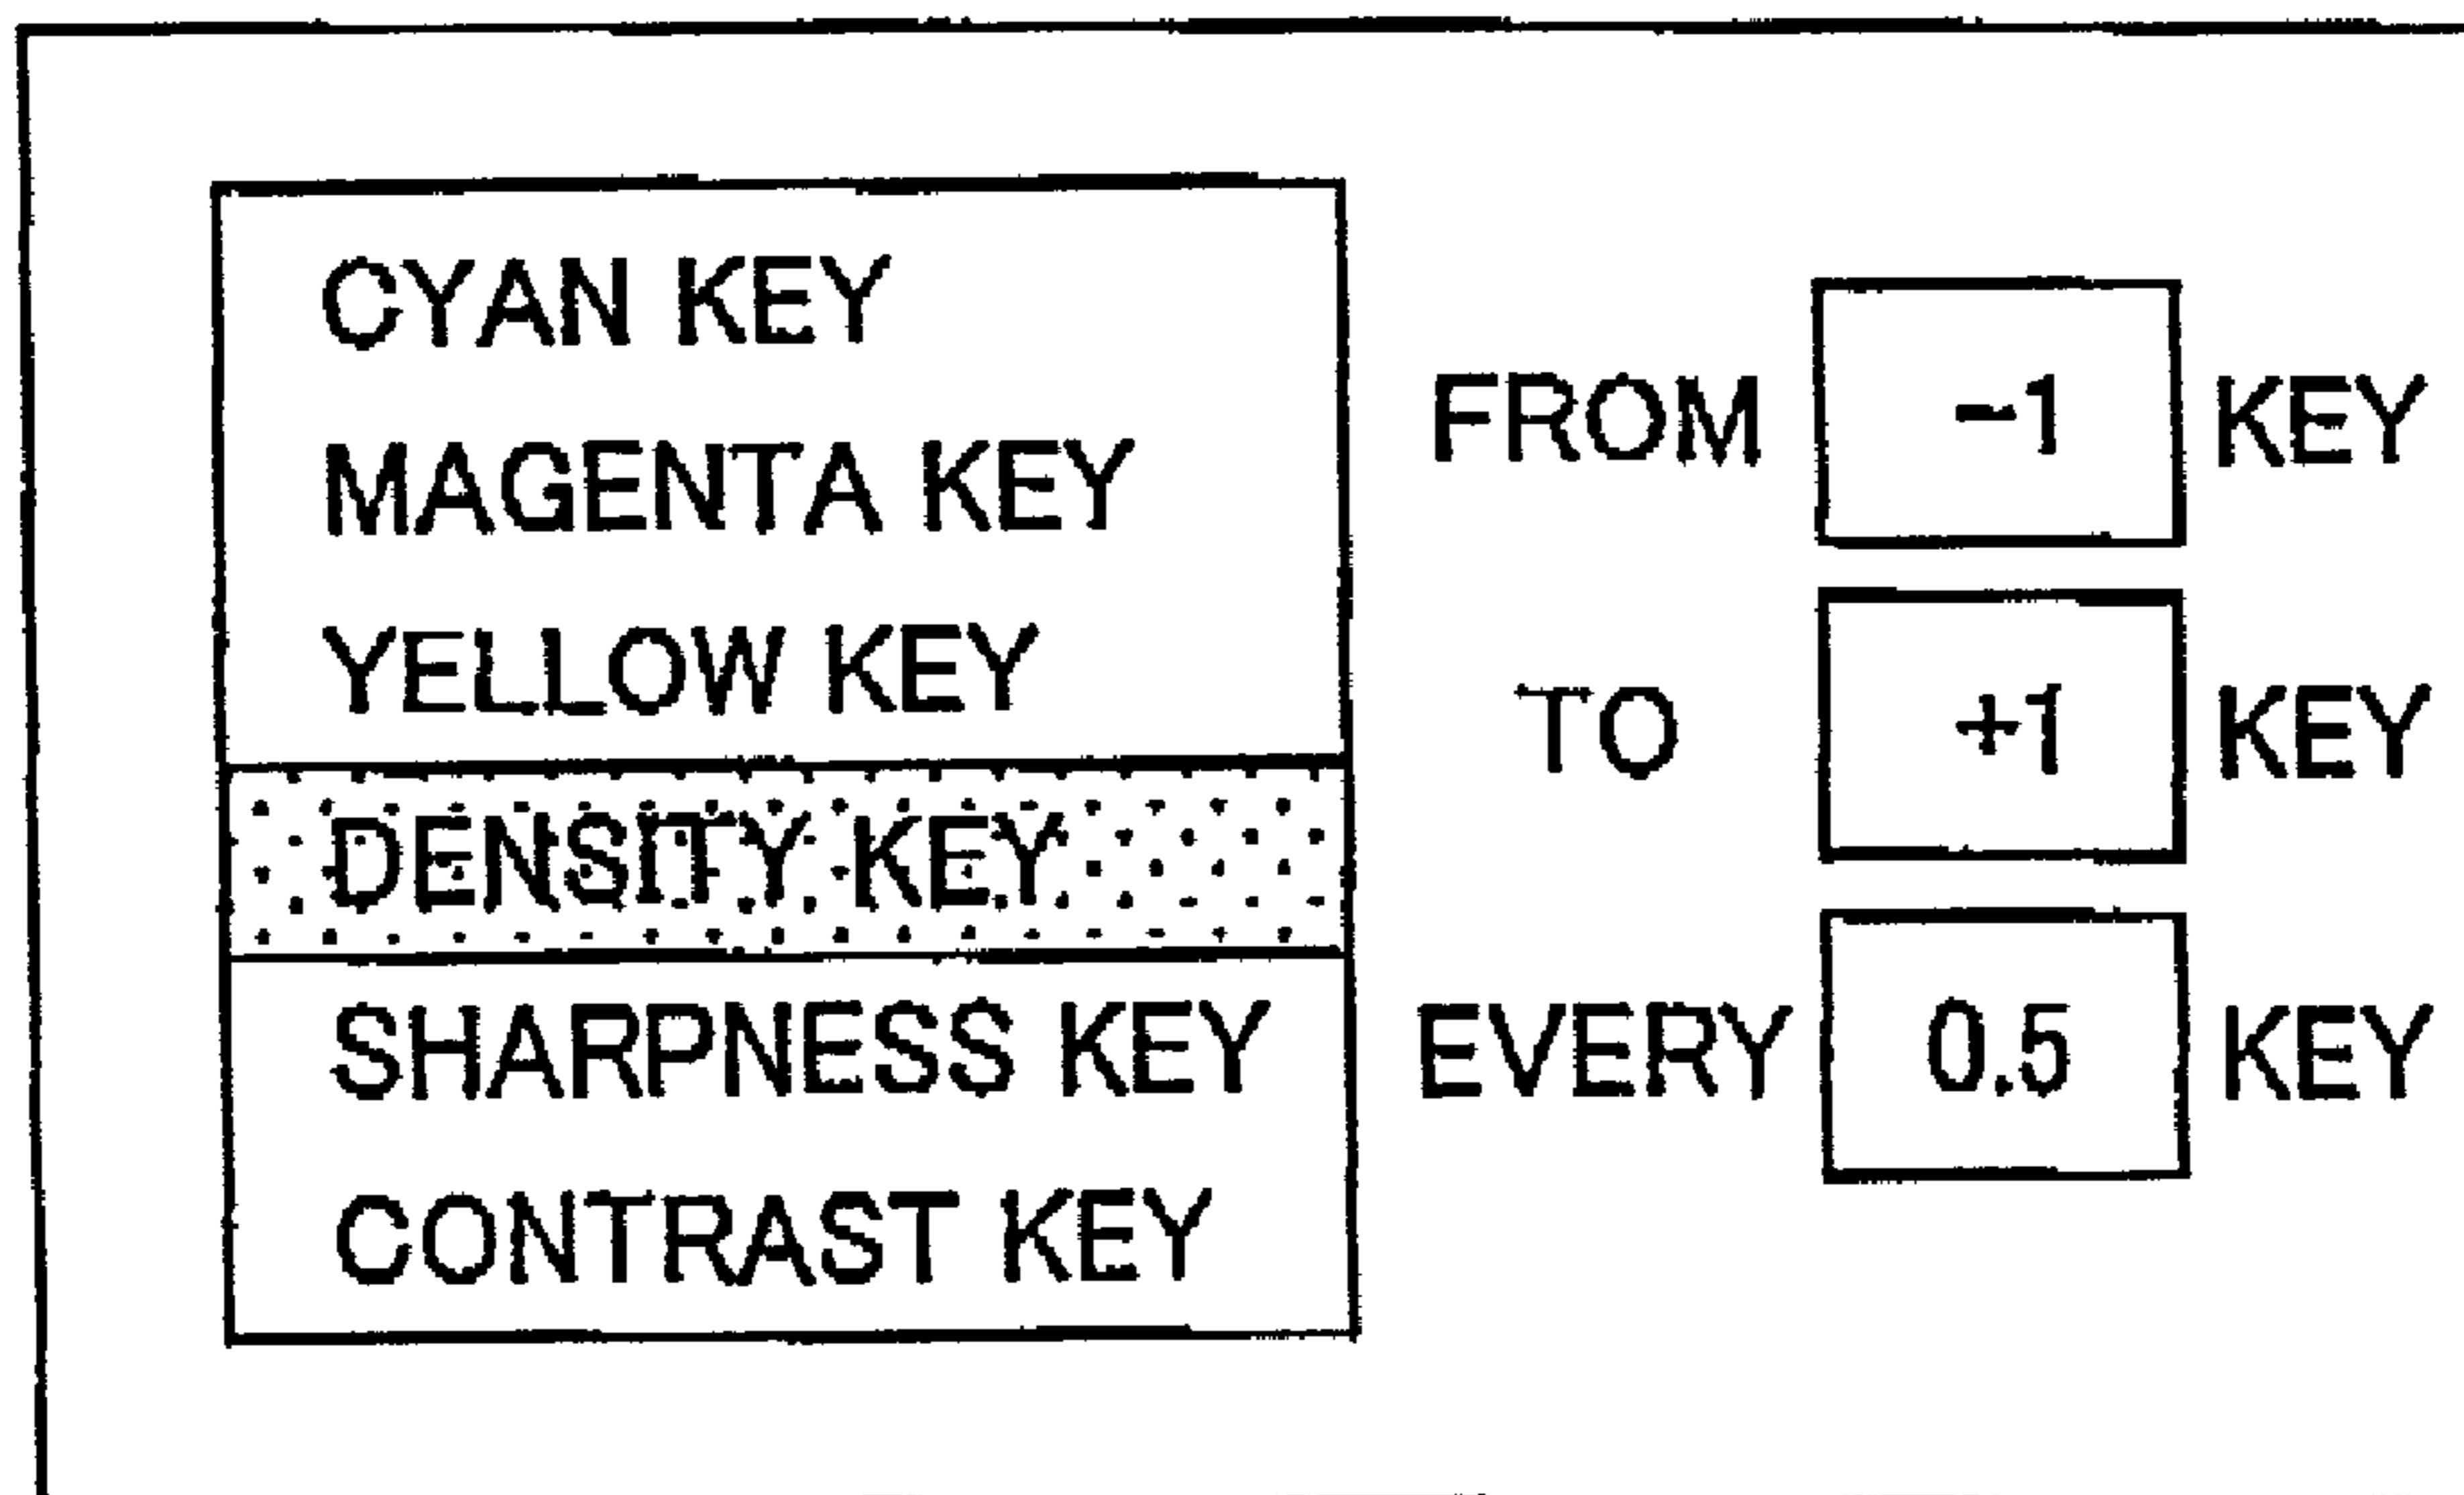 CYAN KEY
MAGENTA KEY
YELLOW KEY
DENSITY KEY
SHARPNESS KEY
CONTRAST KEY
FROM -1 KEY
TO +1 KEY
EVERY 0.5 KEY